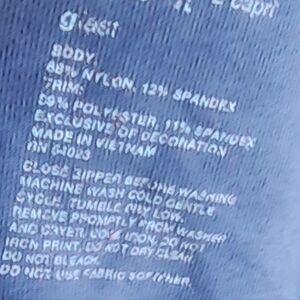 BODY
88% NYLON, 12% SPANDEX
TRIM:
89% POLYESTER, 11% SPANDEX
EXCLUSIVE OF DECORATION
MADE IN VIETNAM
RN 54023
CLOSE ZIPPER BEFORE WASHING
MACHINE WASH COLD GENTLE
CYCLE. TUMBLE DRY LOW.
REMOVE PROMPTLY FROM WASHER
AND DRYER. IRON. DO NOT
IRON PRINT. DO NOT DRY CLEAN.
DO NOT BLEACH.
DO NOT USE FABRIC SOFTENER.